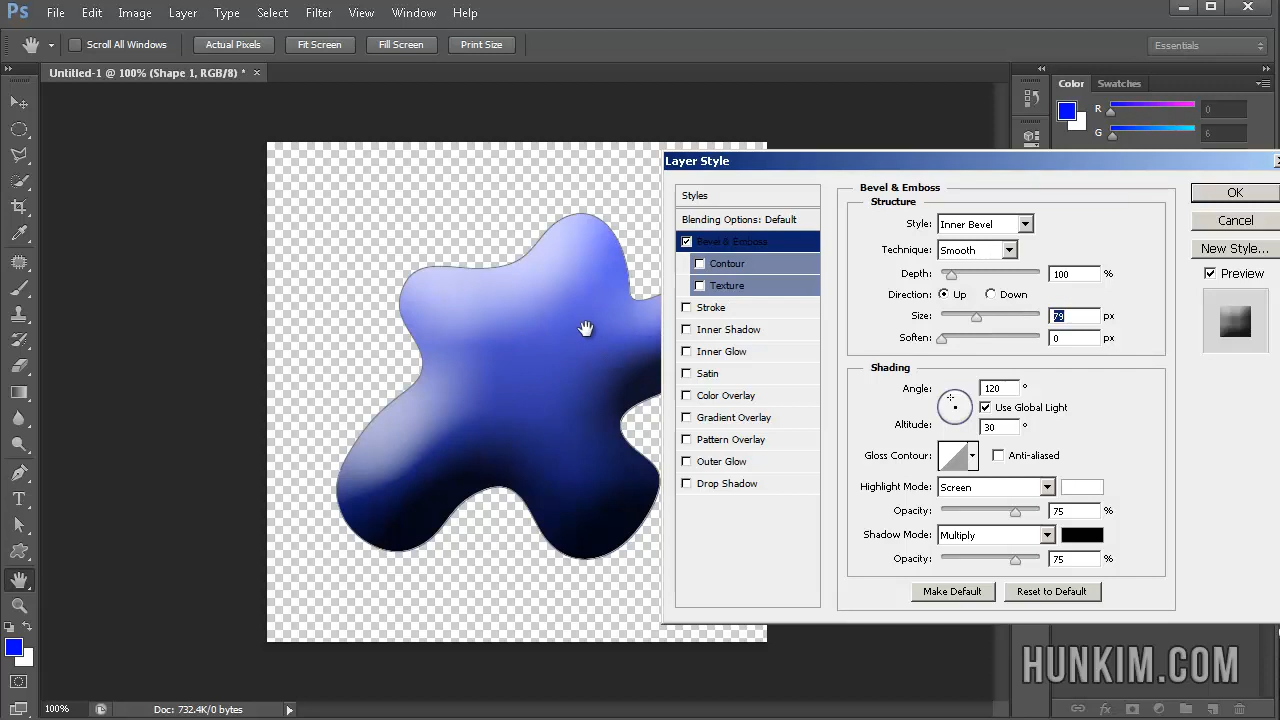 Ps File Edit Image Layer Type Select Filter View Window Help
Scroll All Windows Actual Pixels Fit Screen Fill Screen Print Size Essentials
Untitled-1 @ 100% (Shape 1, RGB/8) * ×
Color Swatches
R 0
G 6
Layer Style
Styles
Blending Options: Default
Bevel & Emboss
Contour
Texture
Stroke
Inner Shadow
Inner Glow
Satin
Color Overlay
Gradient Overlay
Pattern Overlay
Outer Glow
Drop Shadow
Bevel & Emboss
Structure
Style: Inner Bevel
Technique: Smooth
Depth: 100 %
Direction: Up Down
Size: 79 px
Soften: 0 px
Shading
Angle: 120 °
Use Global Light
Altitude: 30 °
Gloss Contour: Anti-aliased
Highlight Mode: Screen
Opacity: 75 %
Shadow Mode: Multiply
Opacity: 75 %
Make Default Reset to Default
OK
Cancel
New Style...
Preview
HUNKIM.COM
100% Doc: 732.4K/0 bytes